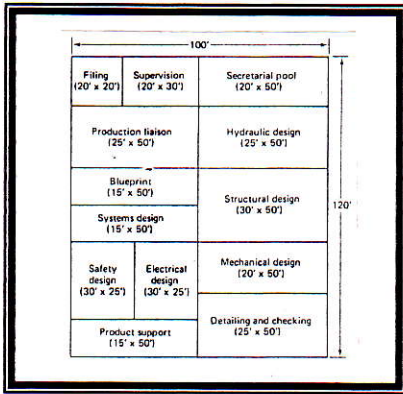 100'
Filing
(20' x 20')
Supervision
(20' x 30')
Secretarial pool
(20' x 50')
Production liaison
(25' x 50')
Hydraulic design
(25' x 50')
Blueprint
(15' x 50')
Systems design
(15' x 50')
Structural design
(30' x 50')
120'
Safety
design
(30' x 25')
Electrical
design
(30' x 25')
Mechanical design
(20' x 50')
Product support
(15' x 50')
Detailing and checking
(25' x 50')